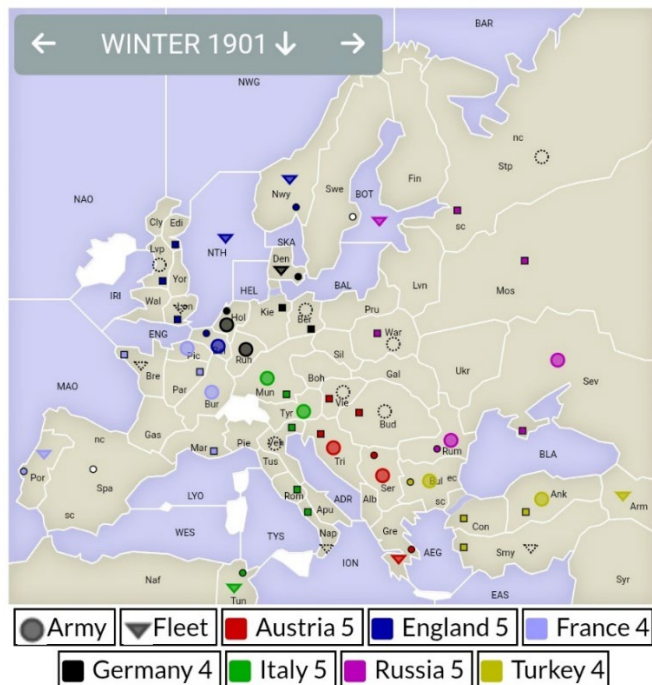 ← WINTER 1901 ↓ →
BAR
NWG
nc
Stp
Fin
Swe
BOT
Nwy
NAO
sc
Cly Edi
NTH
SKA
Den
Lvp
Yor
Mos
IRI
HEL
BAL
Lvn
Wal
Lon
Hol
Kie
Ber
Pru
War
ENG
Pic
Ruh
Sil
MAO
Bre
Par
Mun
Boh
Gal
Ukr
Sev
Bur
Tyr
Vie
Bud
Gas
nc
Mar
Pie
Ven
Tri
Rum
BLA
Por
Spa
Tus
Ser
Bul ec
sc
Ank
Arm
LYO
Rom
ADR
Alb
Con
sc
WES
Apu
TYS
Nap
Gre
AEG
Smy
Naf
ION
EAS
Syr
Tun
Army Fleet Austria 5 England 5 France 4
Germany 4 Italy 5 Russia 5 Turkey 4